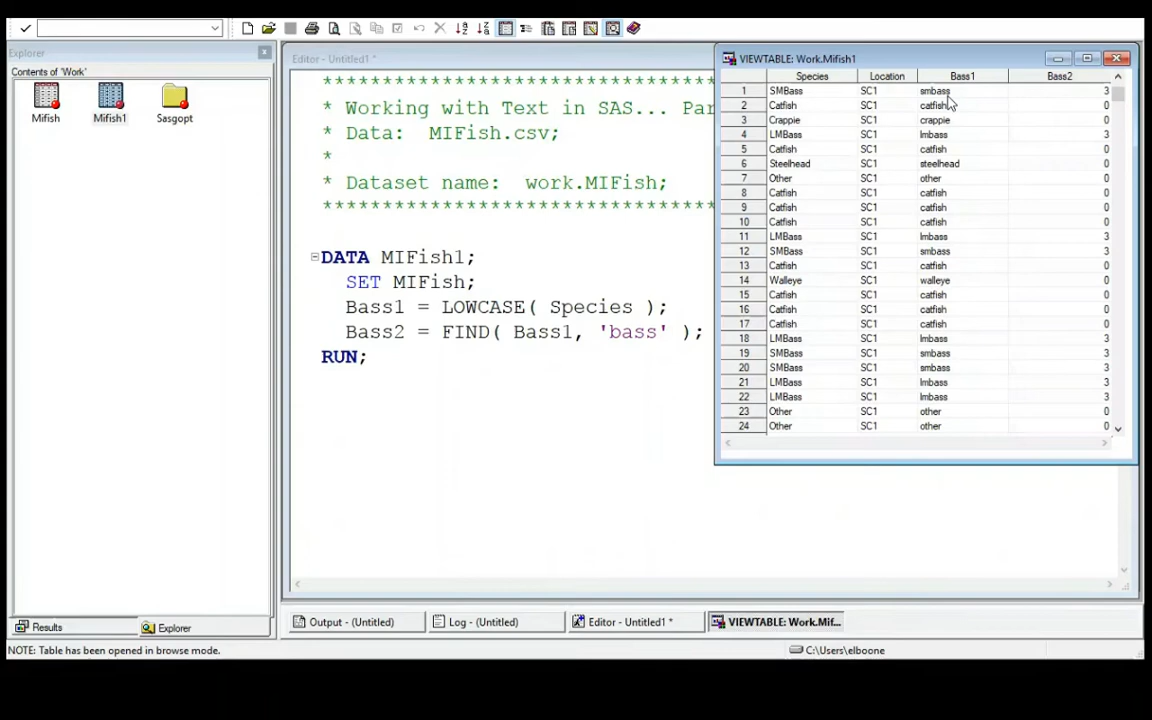 Explorer
Contents of 'Work'
Mifish
Mifish1
Sasgopt
Results
Explorer
Editor - Untitled1 *
*******************************
* Working with Text in SAS... Par
* Data:  MIFish.csv;
*
* Dataset name:  work.MIFish;
*******************************
DATA MIFish1;
SET MIFish;
Bass1 = LOWCASE( Species );
Bass2 = FIND( Bass1, 'bass' );
RUN;
VIEWTABLE: Work.Mifish1
Species Location Bass1 Bass2
1 SMBass SC1 smbass 3
2 Catfish SC1 catfish 0
3 Crappie SC1 crappie 0
4 LMBass SC1 lmbass 3
5 Catfish SC1 catfish 0
6 Steelhead SC1 steelhead 0
7 Other SC1 other 0
8 Catfish SC1 catfish 0
9 Catfish SC1 catfish 0
10 Catfish SC1 catfish 0
11 LMBass SC1 lmbass 3
12 SMBass SC1 smbass 3
13 Catfish SC1 catfish 0
14 Walleye SC1 walleye 0
15 Catfish SC1 catfish 0
16 Catfish SC1 catfish 0
17 Catfish SC1 catfish 0
18 LMBass SC1 lmbass 3
19 SMBass SC1 smbass 3
20 SMBass SC1 smbass 3
21 LMBass SC1 lmbass 3
22 LMBass SC1 lmbass 3
23 Other SC1 other 0
24 Other SC1 other 0
Output - (Untitled)
Log - (Untitled)
Editor - Untitled1 *
VIEWTABLE: Work.Mif...
NOTE: Table has been opened in browse mode.
C:\Users\elboone